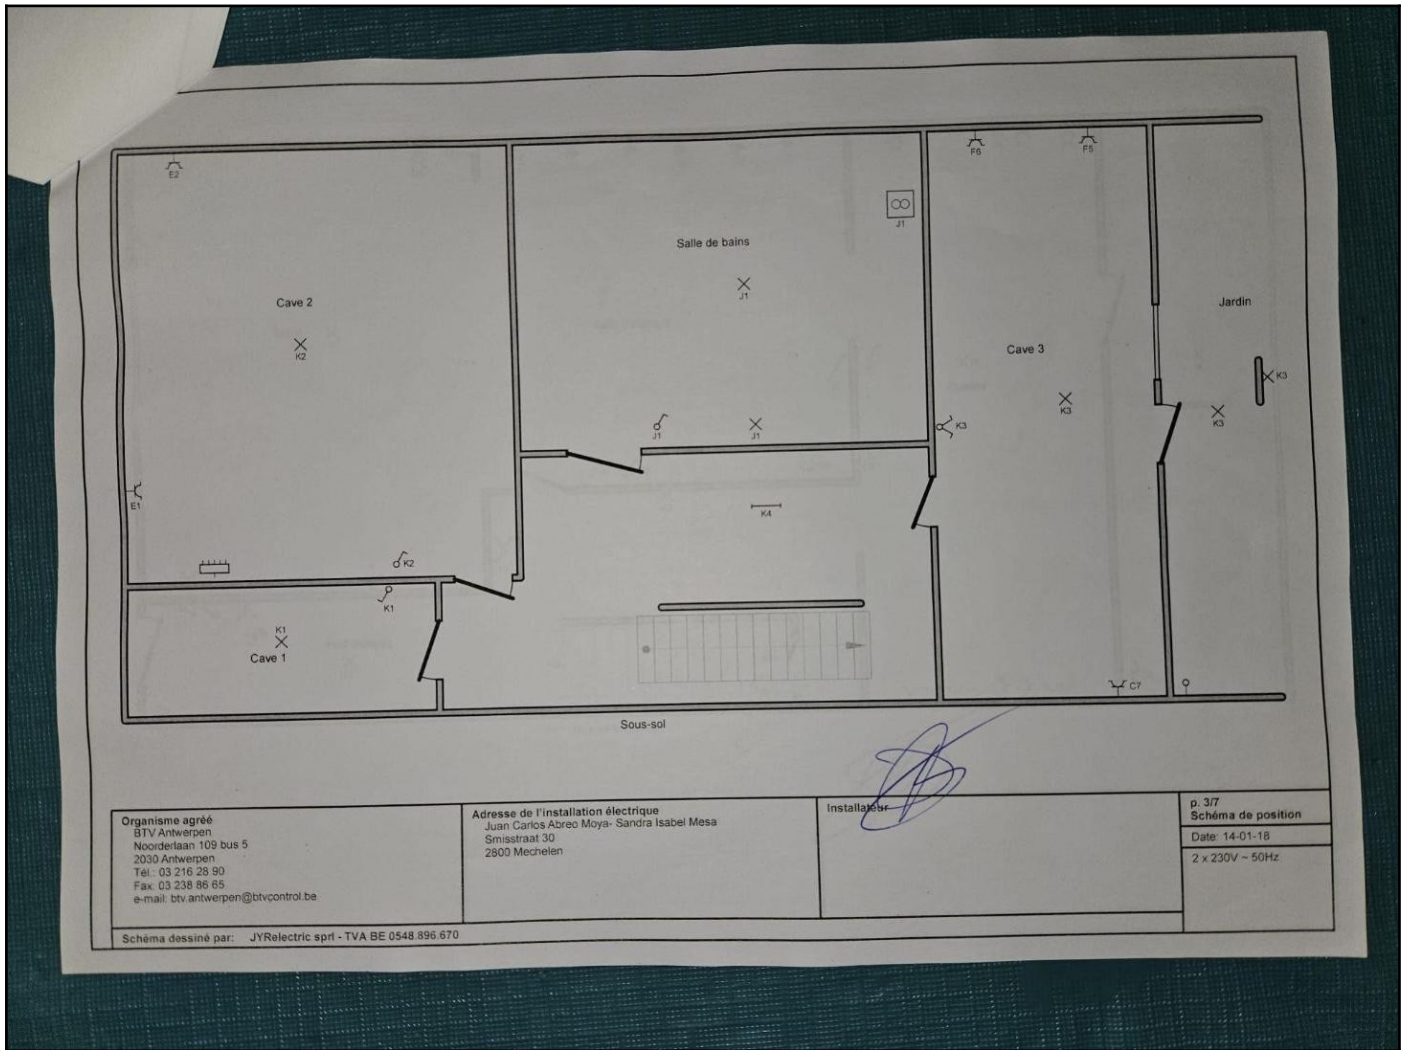 E2
F6
F5
J1
Salle de bains
J1
Cave 2
Jardin
K2
Cave 3
K3
K3
K3
J1
J1
K3
E1
K4
K2
K1
K1
Cave 1
C7
Sous-sol
Organisme agréé
BTV Antwerpen
Noorderlaan 109 bus 5
2030 Antwerpen
Tél.: 03 216 28 90
Fax: 03 238 86 65
e-mail: btv.antwerpen@btvcontrol.be
Adresse de l'installation électrique
Juan Carlos Abreo Moya- Sandra Isabel Mesa
Smisstraat 30
2800 Mechelen
Installateur
p. 3/7
Schéma de position
Date: 14-01-18
2 x 230V ~ 50Hz
Schéma dessiné par: JYRelectric sprl - TVA BE 0548.896.670